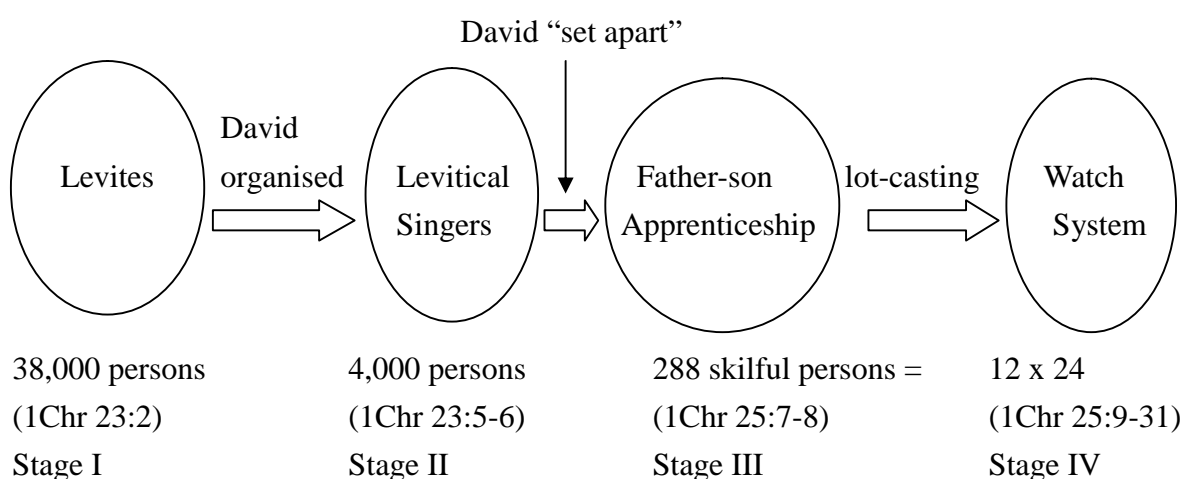 David “set apart”
David
organised
Levites
Levitical
Singers
Father-son
Apprenticeship
lot-casting
Watch
System
38,000 persons
(1Chr 23:2)
Stage I
4,000 persons
(1Chr 23:5-6)
Stage II
288 skilful persons =
(1Chr 25:7-8)
Stage III
12 x 24
(1Chr 25:9-31)
Stage IV